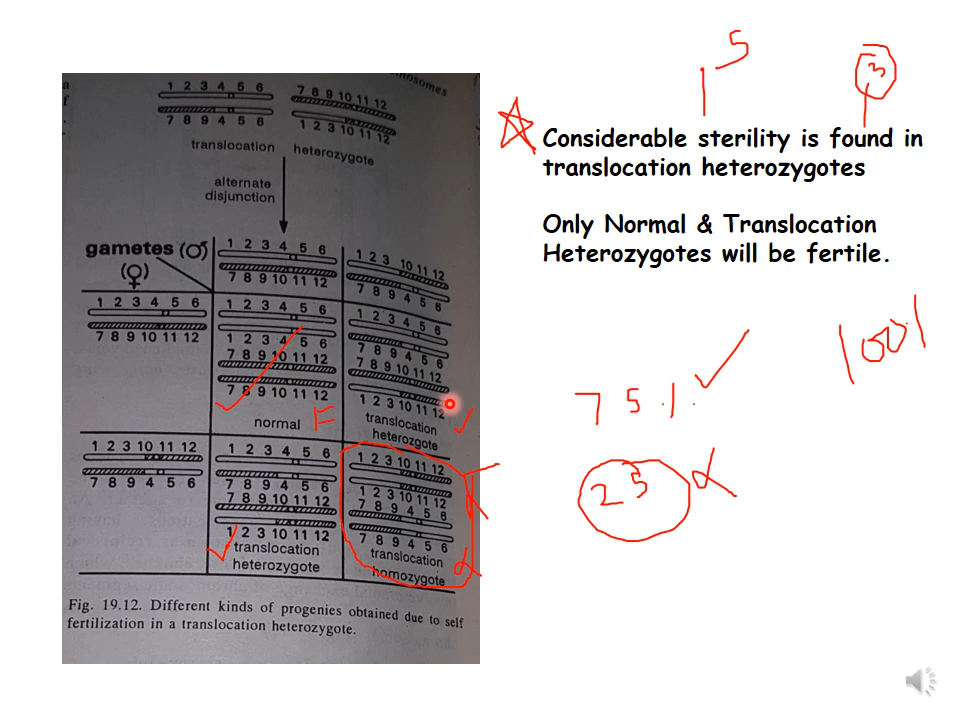 chromosomes
1 2 3 4 5 6
7 8 9 10 11 12
7 8 9 4 5 6
1 2 3 10 11 12
translocation heterozygote
alternate
disjunction
gametes (♂)
(♀)
1 2 3 4 5 6
7 8 9 10 11 12
1 2 3 10 11 12
7 8 9 4 5 6
1 2 3 4 5 6
7 8 9 10 11 12
1 2 3 4 5 6
1 2 3 4 5 6
7 8 9 10 11 12
7 8 9 10 11 12
normal F
1 2 3 4 5 6
7 8 9 4 5 6
7 8 9 10 11 12
1 2 3 10 11 12
translocation
heterozgote
1 2 3 10 11 12
7 8 9 4 5 6
1 2 3 4 5 6
7 8 9 4 5 6
7 8 9 10 11 12
1 2 3 10 11 12
translocation
heterozygote
1 2 3 10 11 12
1 2 3 10 11 12
7 8 9 4 5 6
7 8 9 4 5 6
translocation
homozygote
Fig. 19.12. Different kinds of progenies obtained due to self
fertilization in a translocation heterozygote.
5
3
Considerable sterility is found in
translocation heterozygotes
Only Normal & Translocation
Heterozygotes will be fertile.
100%
75%
25